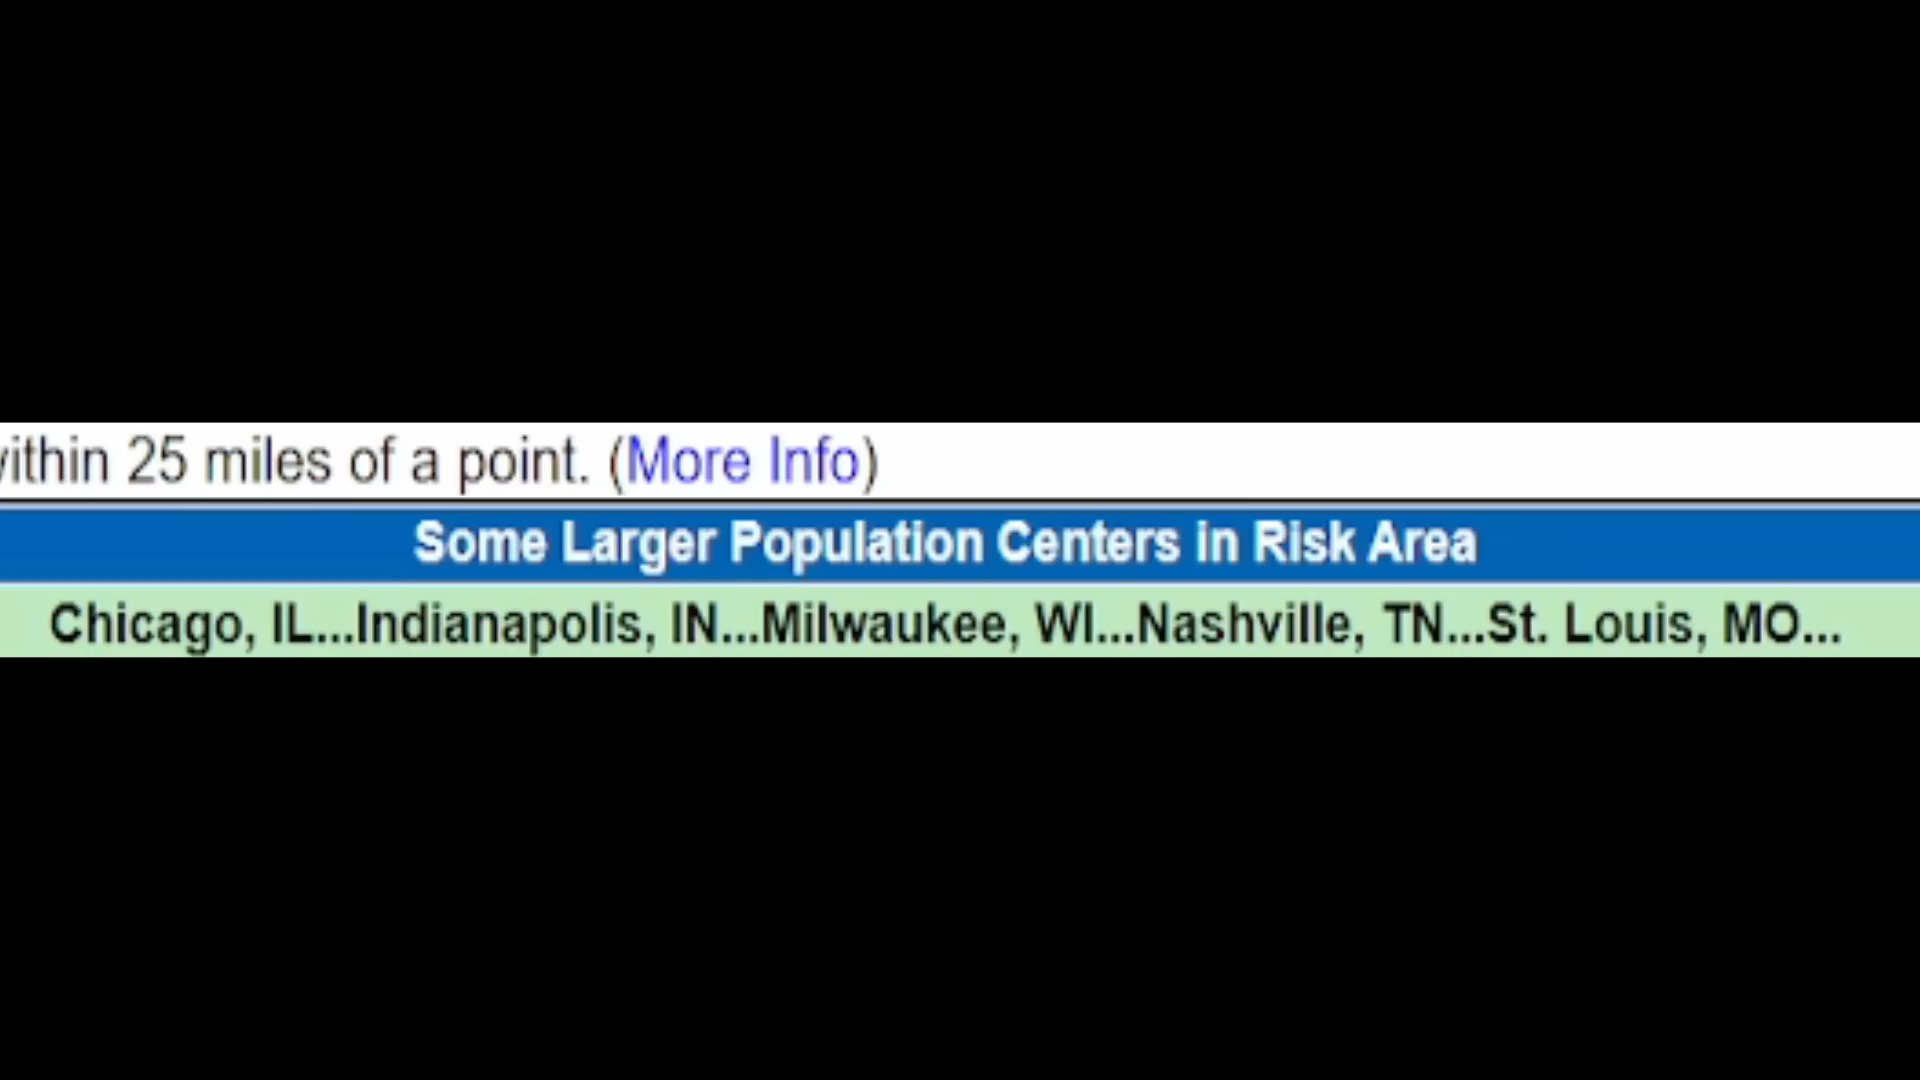 within 25 miles of a point. (More Info)
Some Larger Population Centers in Risk Area
Chicago, IL...Indianapolis, IN...Milwaukee, WI...Nashville, TN...St. Louis, MO...